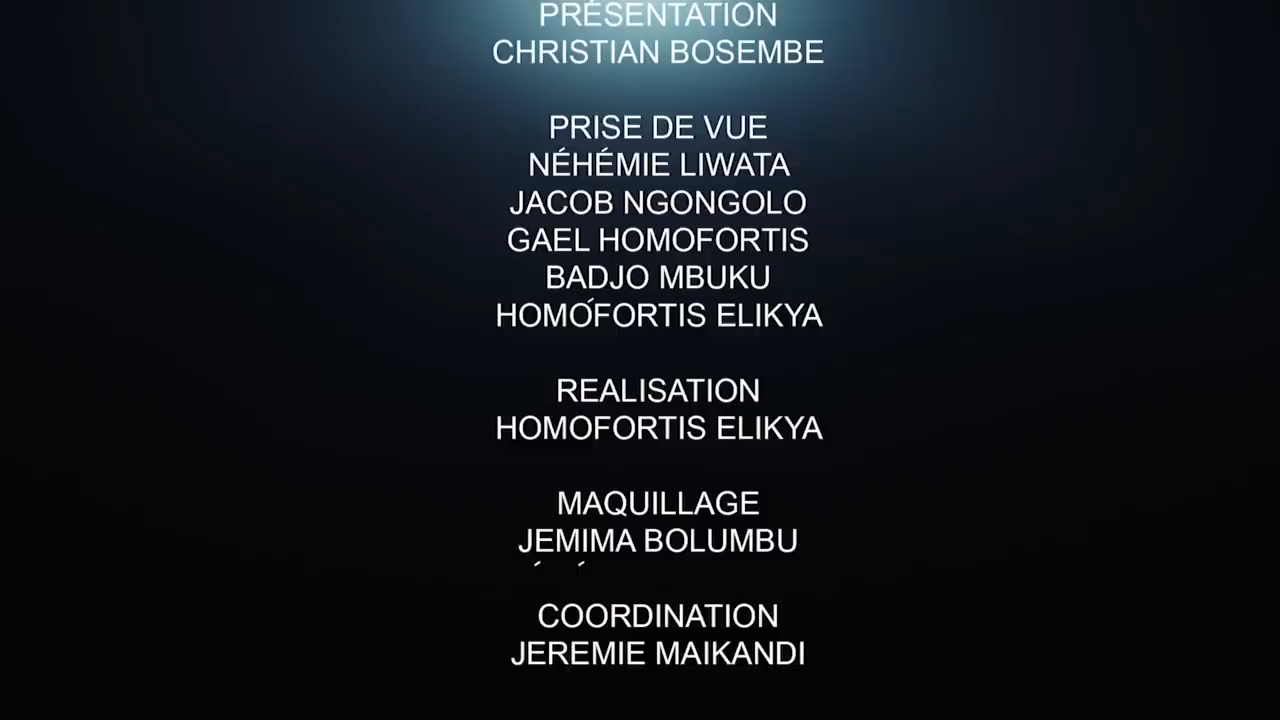 PRÉSENTATION
CHRISTIAN BOSEMBE
PRISE DE VUE
NÉHÉMIE LIWATA
JACOB NGONGOLO
GAEL HOMOFORTIS
BADJO MBUKU
HOMOFORTIS ELIKYA
REALISATION
HOMOFORTIS ELIKYA
MAQUILLAGE
JEMIMA BOLUMBU
COORDINATION
JEREMIE MAIKANDI